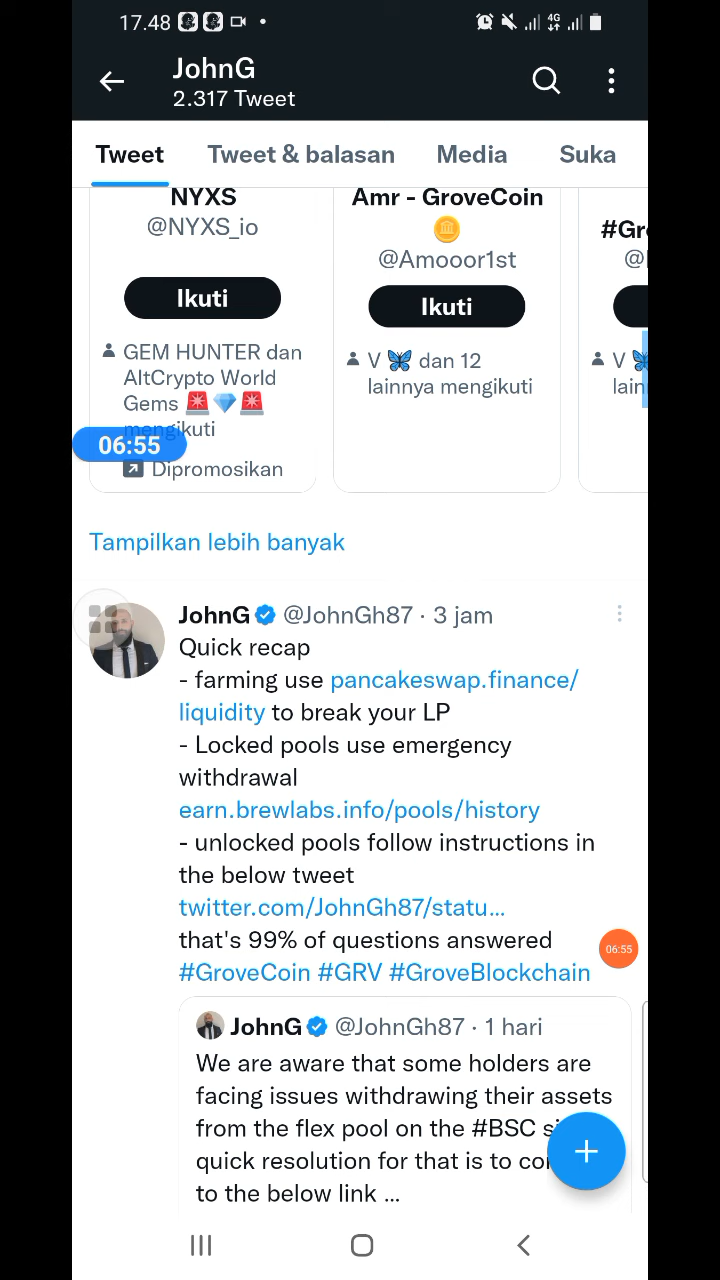 17.48
4G
JohnG
2.317 Tweet
Tweet Tweet & balasan Media Suka
NYXS
@NYXS_io
Ikuti
GEM HUNTER dan
AltCrypto World
Gems 🚨💎🚨
mengikuti
Dipromosikan
Amr - GroveCoin
🪙
@Amooor1st
Ikuti
V 🦋 dan 12
lainnya mengikuti
V
06:55
Tampilkan lebih banyak
JohnG @JohnGh87 · 3 jam
Quick recap
- farming use pancakeswap.finance/
liquidity to break your LP
- Locked pools use emergency
withdrawal
earn.brewlabs.info/pools/history
- unlocked pools follow instructions in
the below tweet
twitter.com/JohnGh87/statu...
that's 99% of questions answered
06:55
#GroveCoin #GRV #GroveBlockchain
JohnG @JohnGh87 · 1 hari
We are aware that some holders are
facing issues withdrawing their assets
from the flex pool on the #BSC
quick resolution for that is to
to the below link ...